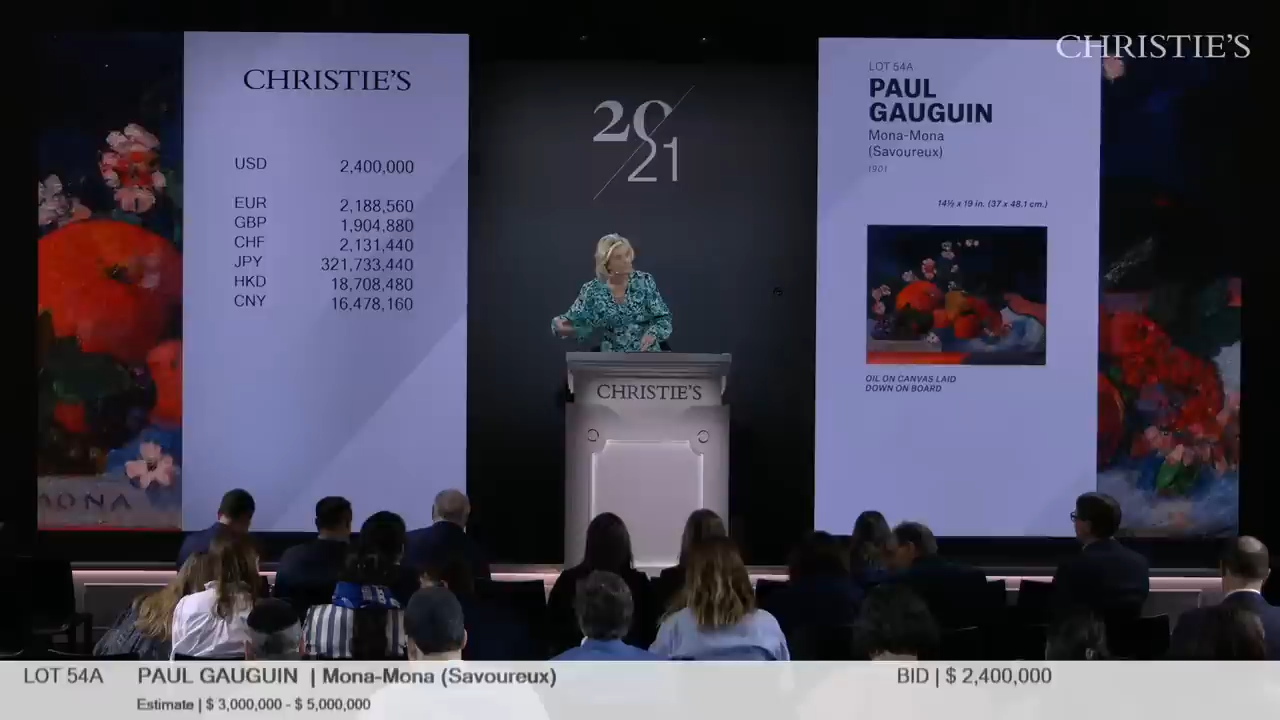 CHRISTIE'S
USD 2,400,000
EUR 2,188,560
GBP 1,904,880
CHF 2,131,440
JPY 321,733,440
HKD 18,708,480
CNY 16,478,160
20
21
CHRISTIE'S
LOT 54A
PAUL
GAUGUIN
Mona-Mona
(Savoureux)
1901
14½ x 19 in. (37 x 48.1 cm.)
OIL ON CANVAS LAID
DOWN ON BOARD
CHRISTIE'S
MONA
LOT 54A PAUL GAUGUIN | Mona-Mona (Savoureux) BID | $ 2,400,000
Estimate | $ 3,000,000 - $ 5,000,000